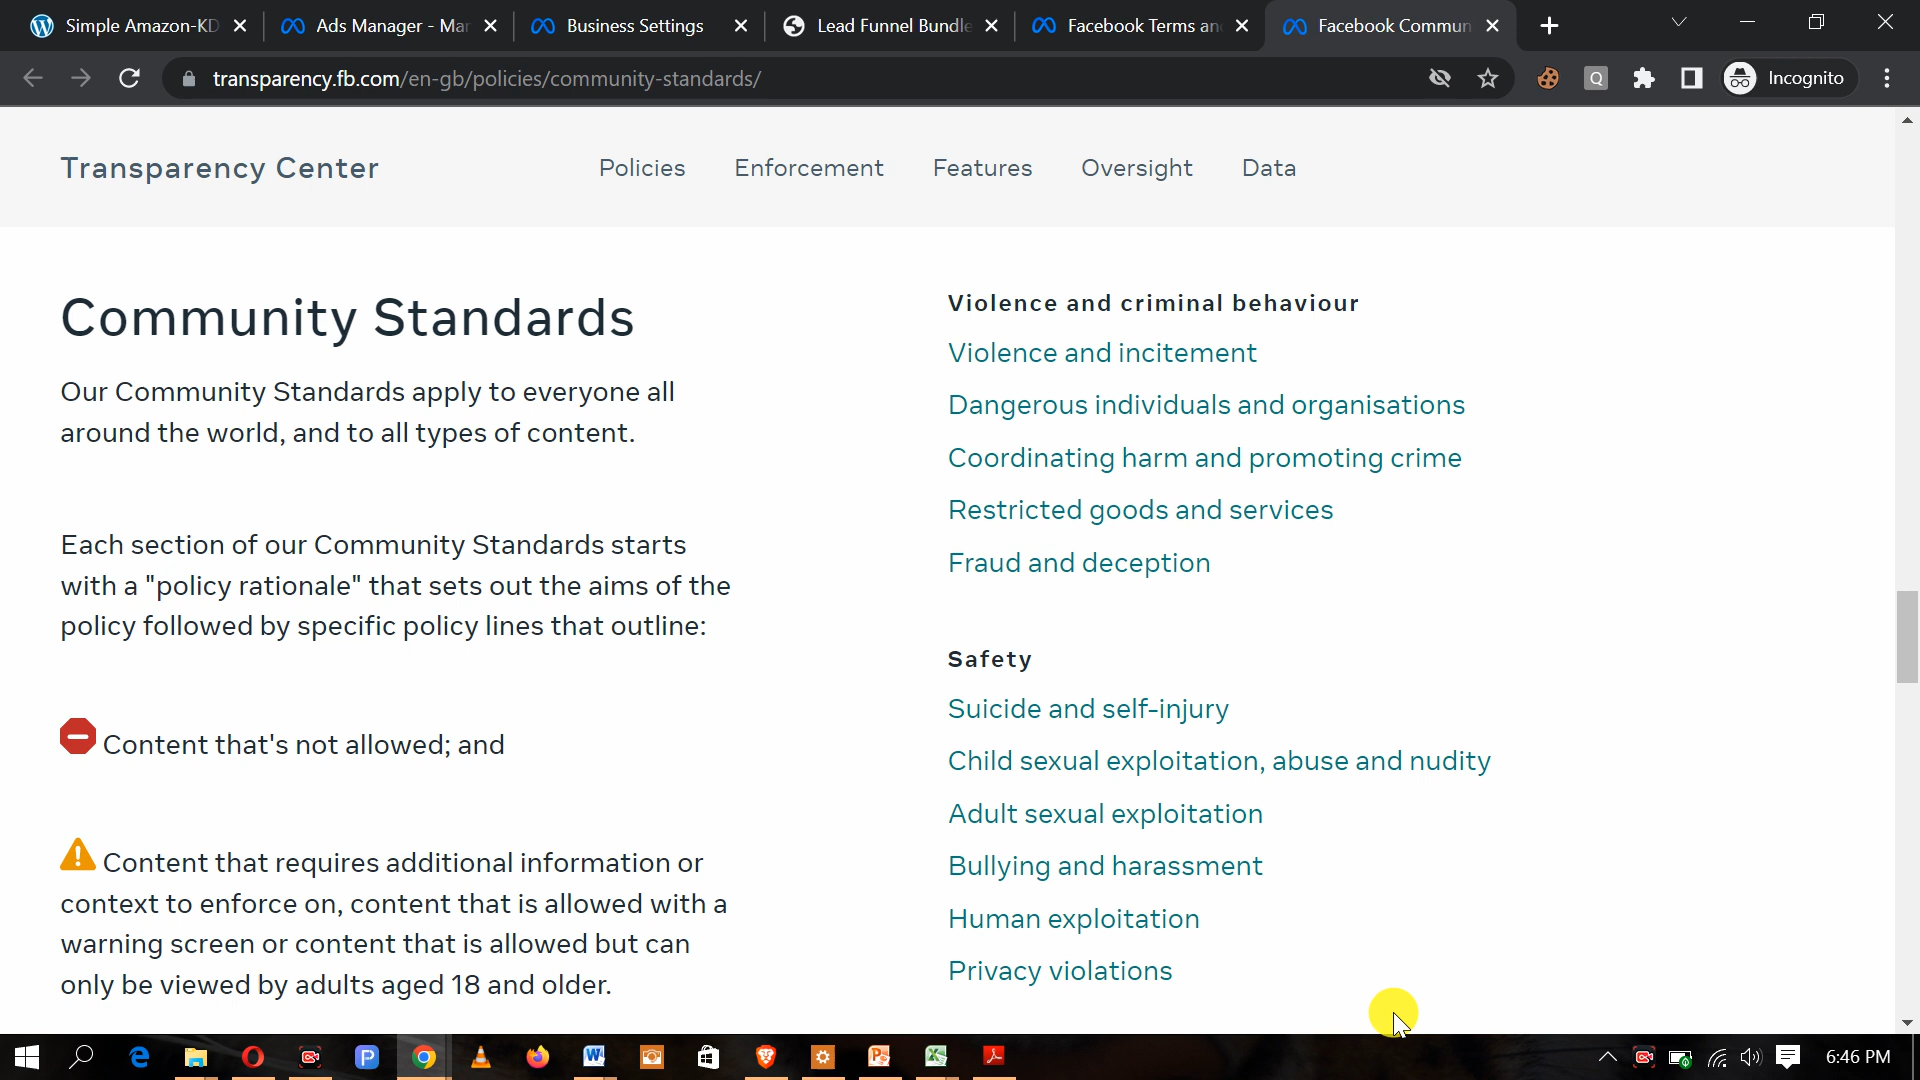 Simple Amazon-KD
Ads Manager - Mar
Business Settings
Lead Funnel Bundle
Facebook Terms an
Facebook Commun
transparency.fb.com/en-gb/policies/community-standards/
Incognito
Transparency Center
Policies
Enforcement
Features
Oversight
Data
Community Standards
Our Community Standards apply to everyone all
around the world, and to all types of content.
Each section of our Community Standards starts
with a "policy rationale" that sets out the aims of the
policy followed by specific policy lines that outline:
Content that's not allowed; and
Content that requires additional information or
context to enforce on, content that is allowed with a
warning screen or content that is allowed but can
only be viewed by adults aged 18 and older.
Violence and criminal behaviour
Violence and incitement
Dangerous individuals and organisations
Coordinating harm and promoting crime
Restricted goods and services
Fraud and deception
Safety
Suicide and self-injury
Child sexual exploitation, abuse and nudity
Adult sexual exploitation
Bullying and harassment
Human exploitation
Privacy violations
6:46 PM